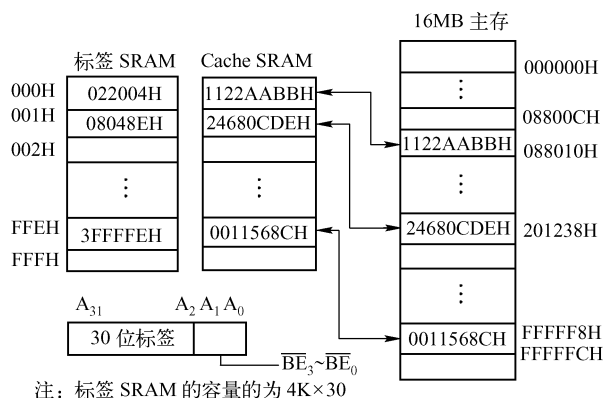 16MB 主存
标签 SRAM
Cache SRAM
000H
022004H
1122AABBH
000000H
⋮
001H
08048EH
24680CDEH
08800CH
002H
1122AABBH
088010H
⋮
⋮
⋮
FFEH
3FFFFEH
0011568CH
24680CDEH
201238H
FFFH
⋮
A31
A2 A1 A0
30 位标签
0011568CH
FFFFF8H
FFFFFCH
BE3~BE0
注：标签 SRAM 的容量的为 4K×30